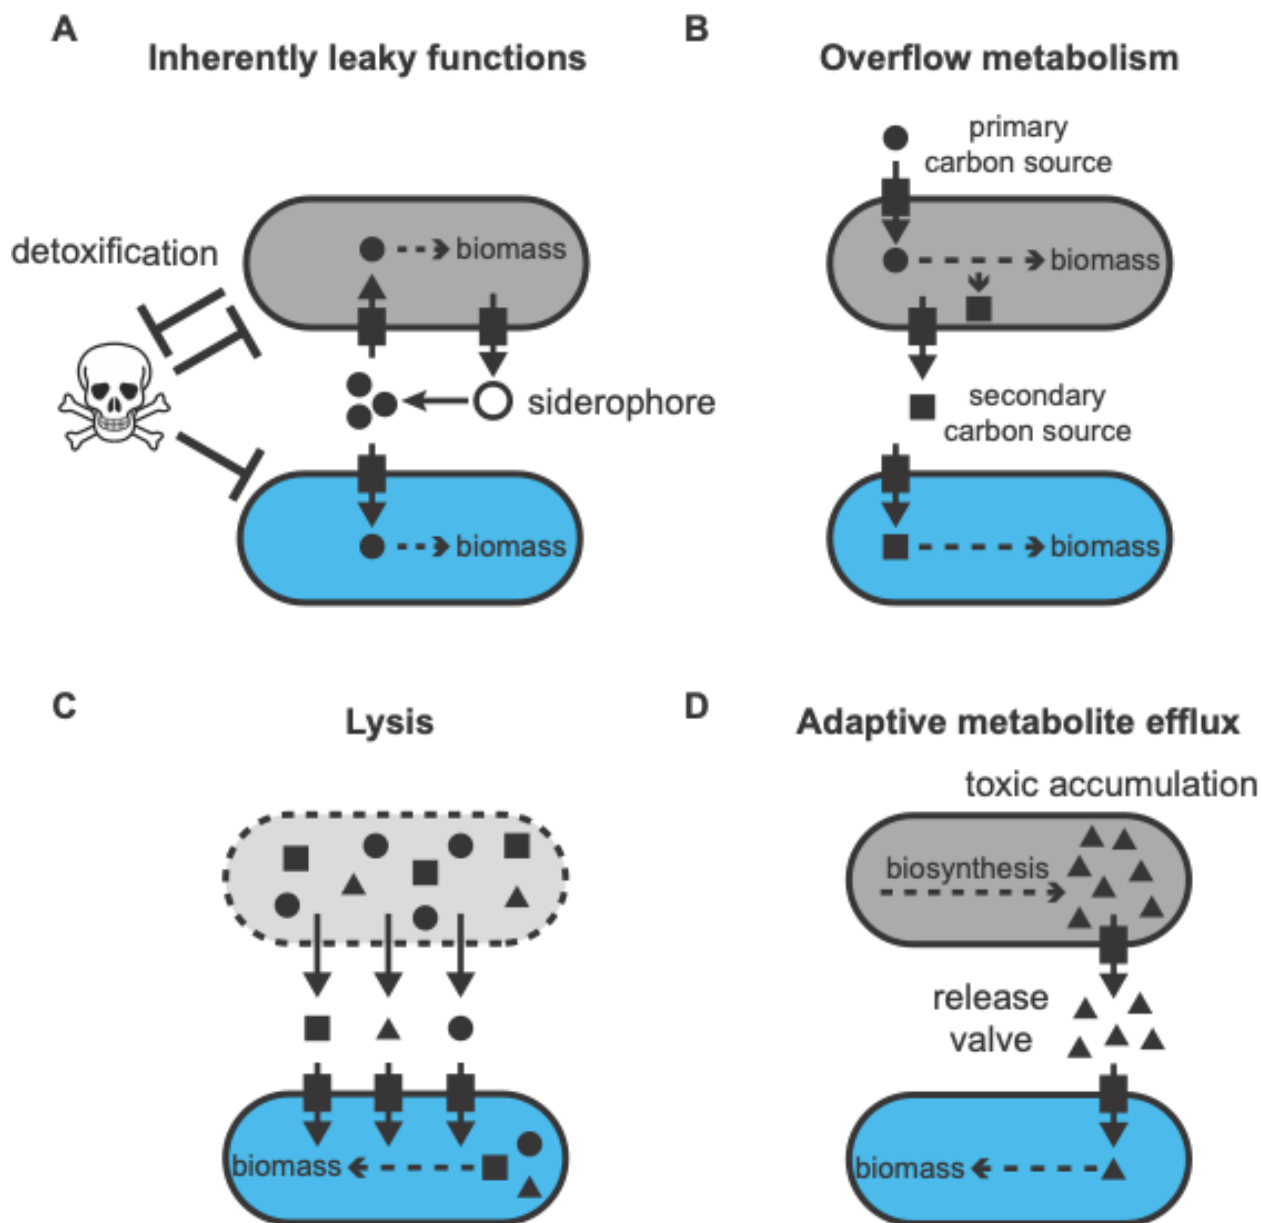 A
Inherently leaky functions
detoxification
biomass
siderophore
biomass
B
Overflow metabolism
primary
carbon source
biomass
secondary
carbon source
biomass
C
Lysis
biomass
D
Adaptive metabolite efflux
toxic accumulation
biosynthesis
release
valve
biomass